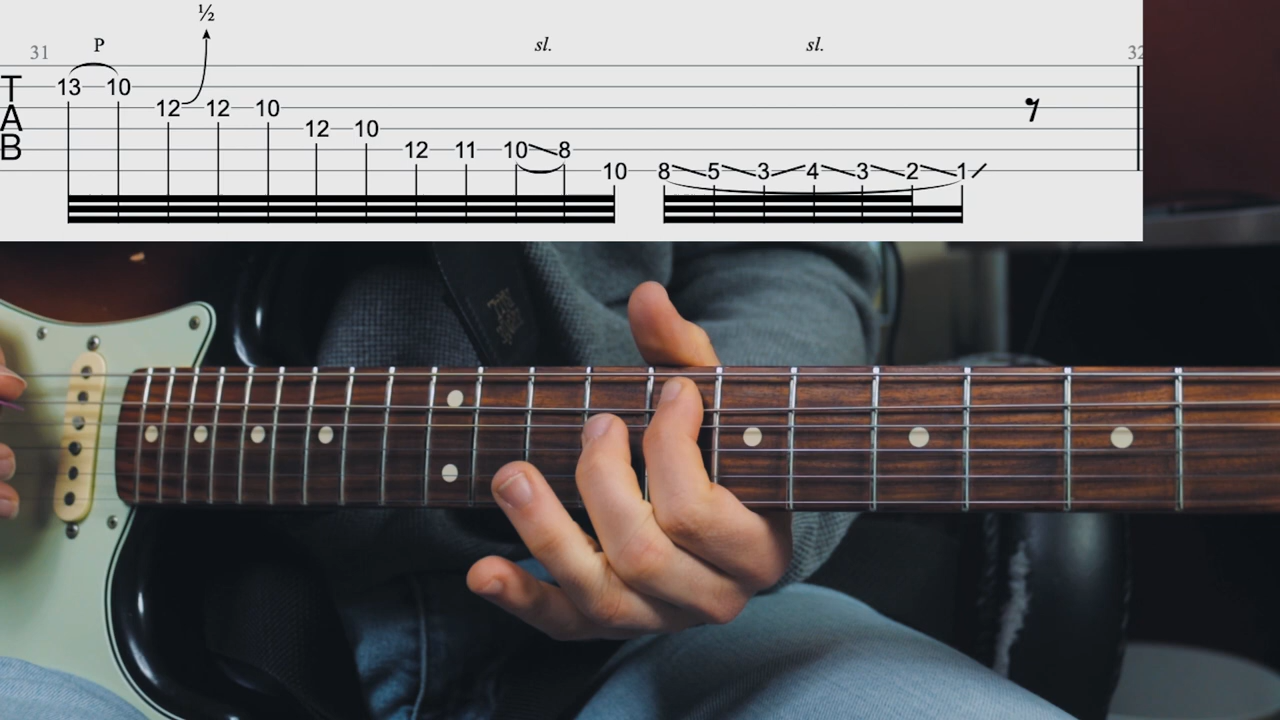 ½
31 P sl. sl. 32
T 13 10
A 12 12 10
12 10
B 12 11 10 8
10 8 5 3 4 3 2 1